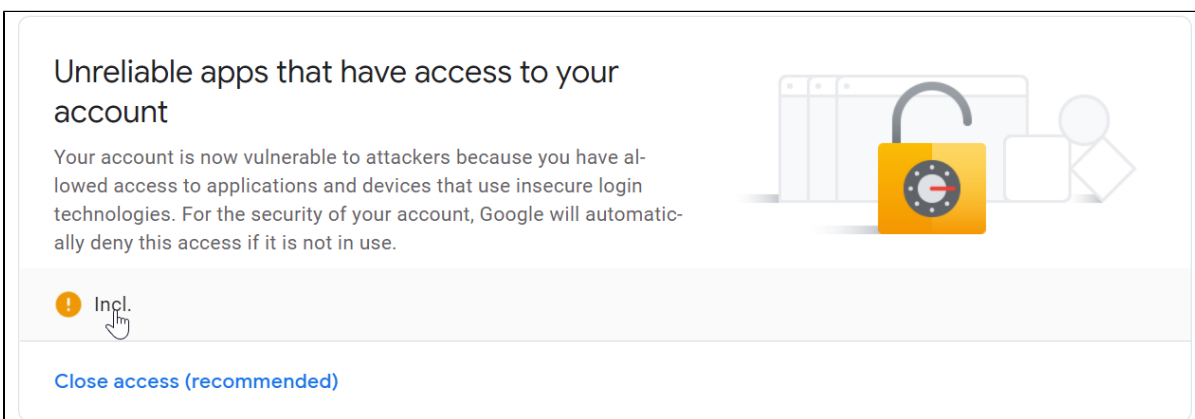 Unreliable apps that have access to your
account
Your account is now vulnerable to attackers because you have al-
lowed access to applications and devices that use insecure login
technologies. For the security of your account, Google will automatic-
ally deny this access if it is not in use.
Incl.
Close access (recommended)